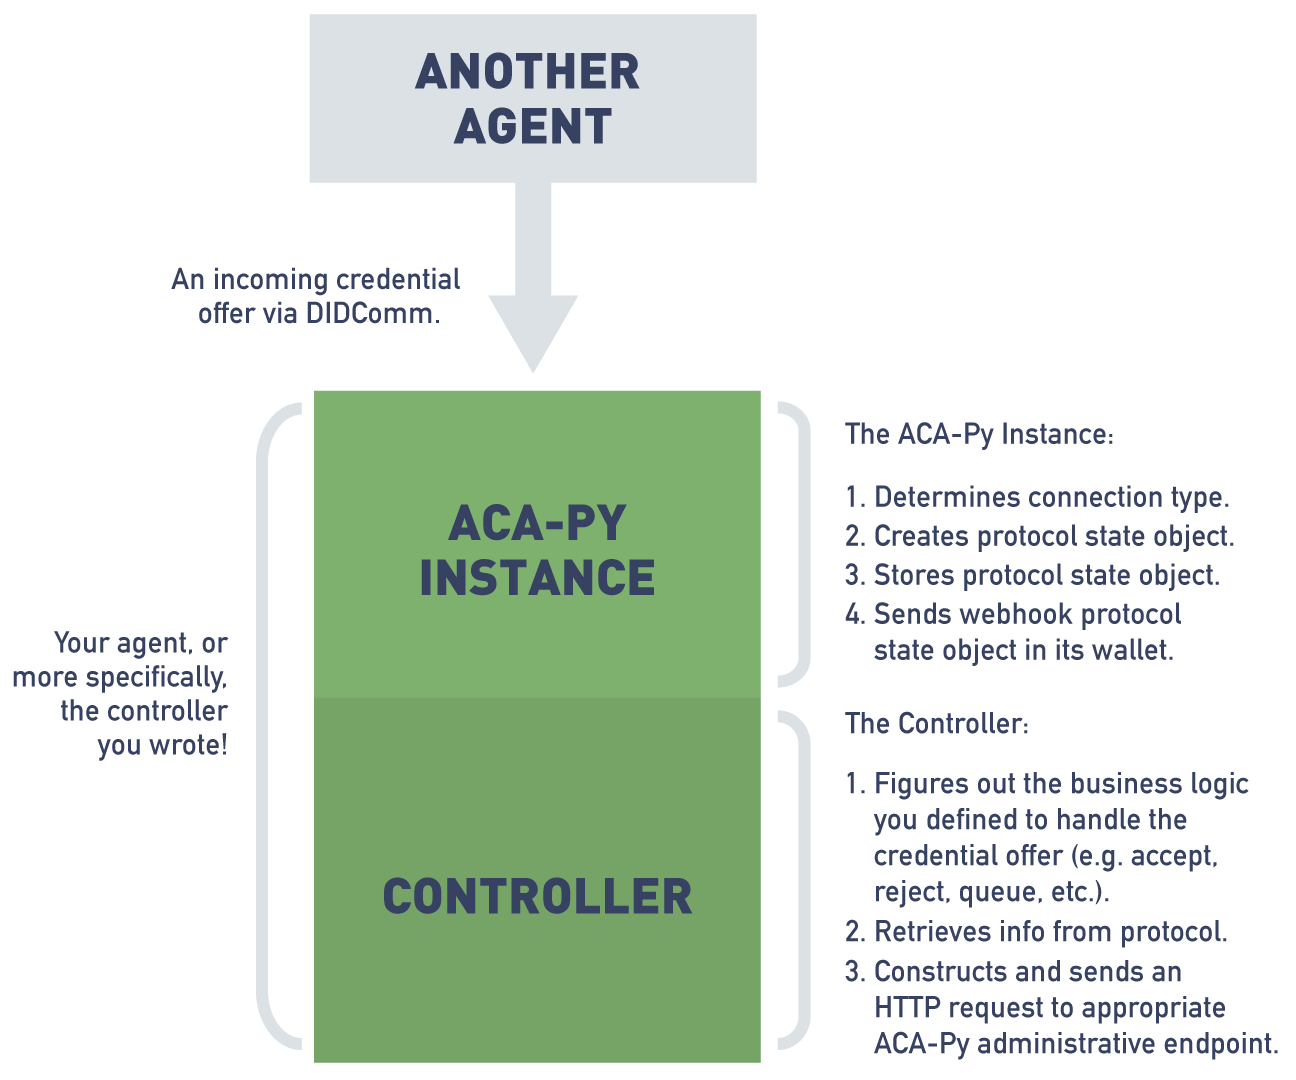 ANOTHER
AGENT
An incoming credential
offer via DIDComm.
ACA-PY
INSTANCE
CONTROLLER
Your agent, or
more specifically,
the controller
you wrote!
The ACA-Py Instance:
1. Determines connection type.
2. Creates protocol state object.
3. Stores protocol state object.
4. Sends webhook protocol
state object in its wallet.
The Controller:
1. Figures out the business logic
you defined to handle the
credential offer (e.g. accept,
reject, queue, etc.).
2. Retrieves info from protocol.
3. Constructs and sends an
HTTP request to appropriate
ACA-Py administrative endpoint.